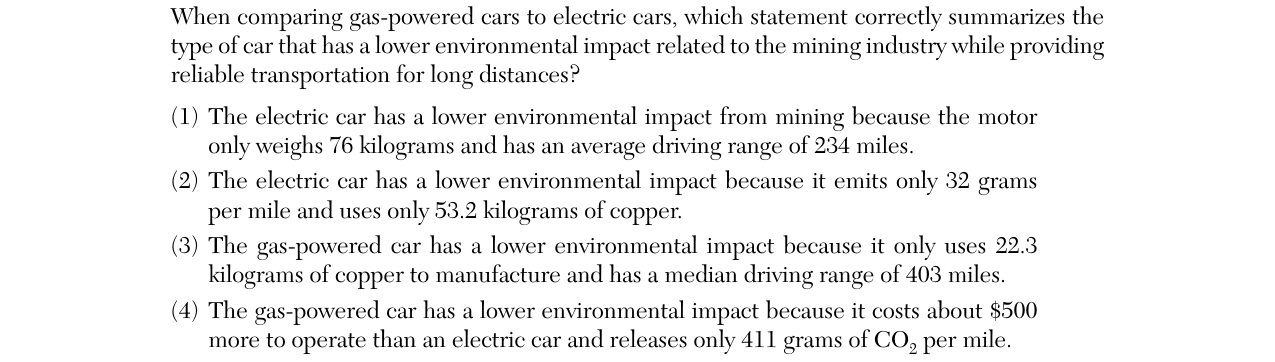 When comparing gas-powered cars to electric cars, which statement correctly summarizes the
type of car that has a lower environmental impact related to the mining industry while providing
reliable transportation for long distances?
(1) The electric car has a lower environmental impact from mining because the motor
only weighs 76 kilograms and has an average driving range of 234 miles.
(2) The electric car has a lower environmental impact because it emits only 32 grams
per mile and uses only 53.2 kilograms of copper.
(3) The gas-powered car has a lower environmental impact because it only uses 22.3
kilograms of copper to manufacture and has a median driving range of 403 miles.
(4) The gas-powered car has a lower environmental impact because it costs about $500
more to operate than an electric car and releases only 411 grams of CO₂ per mile.